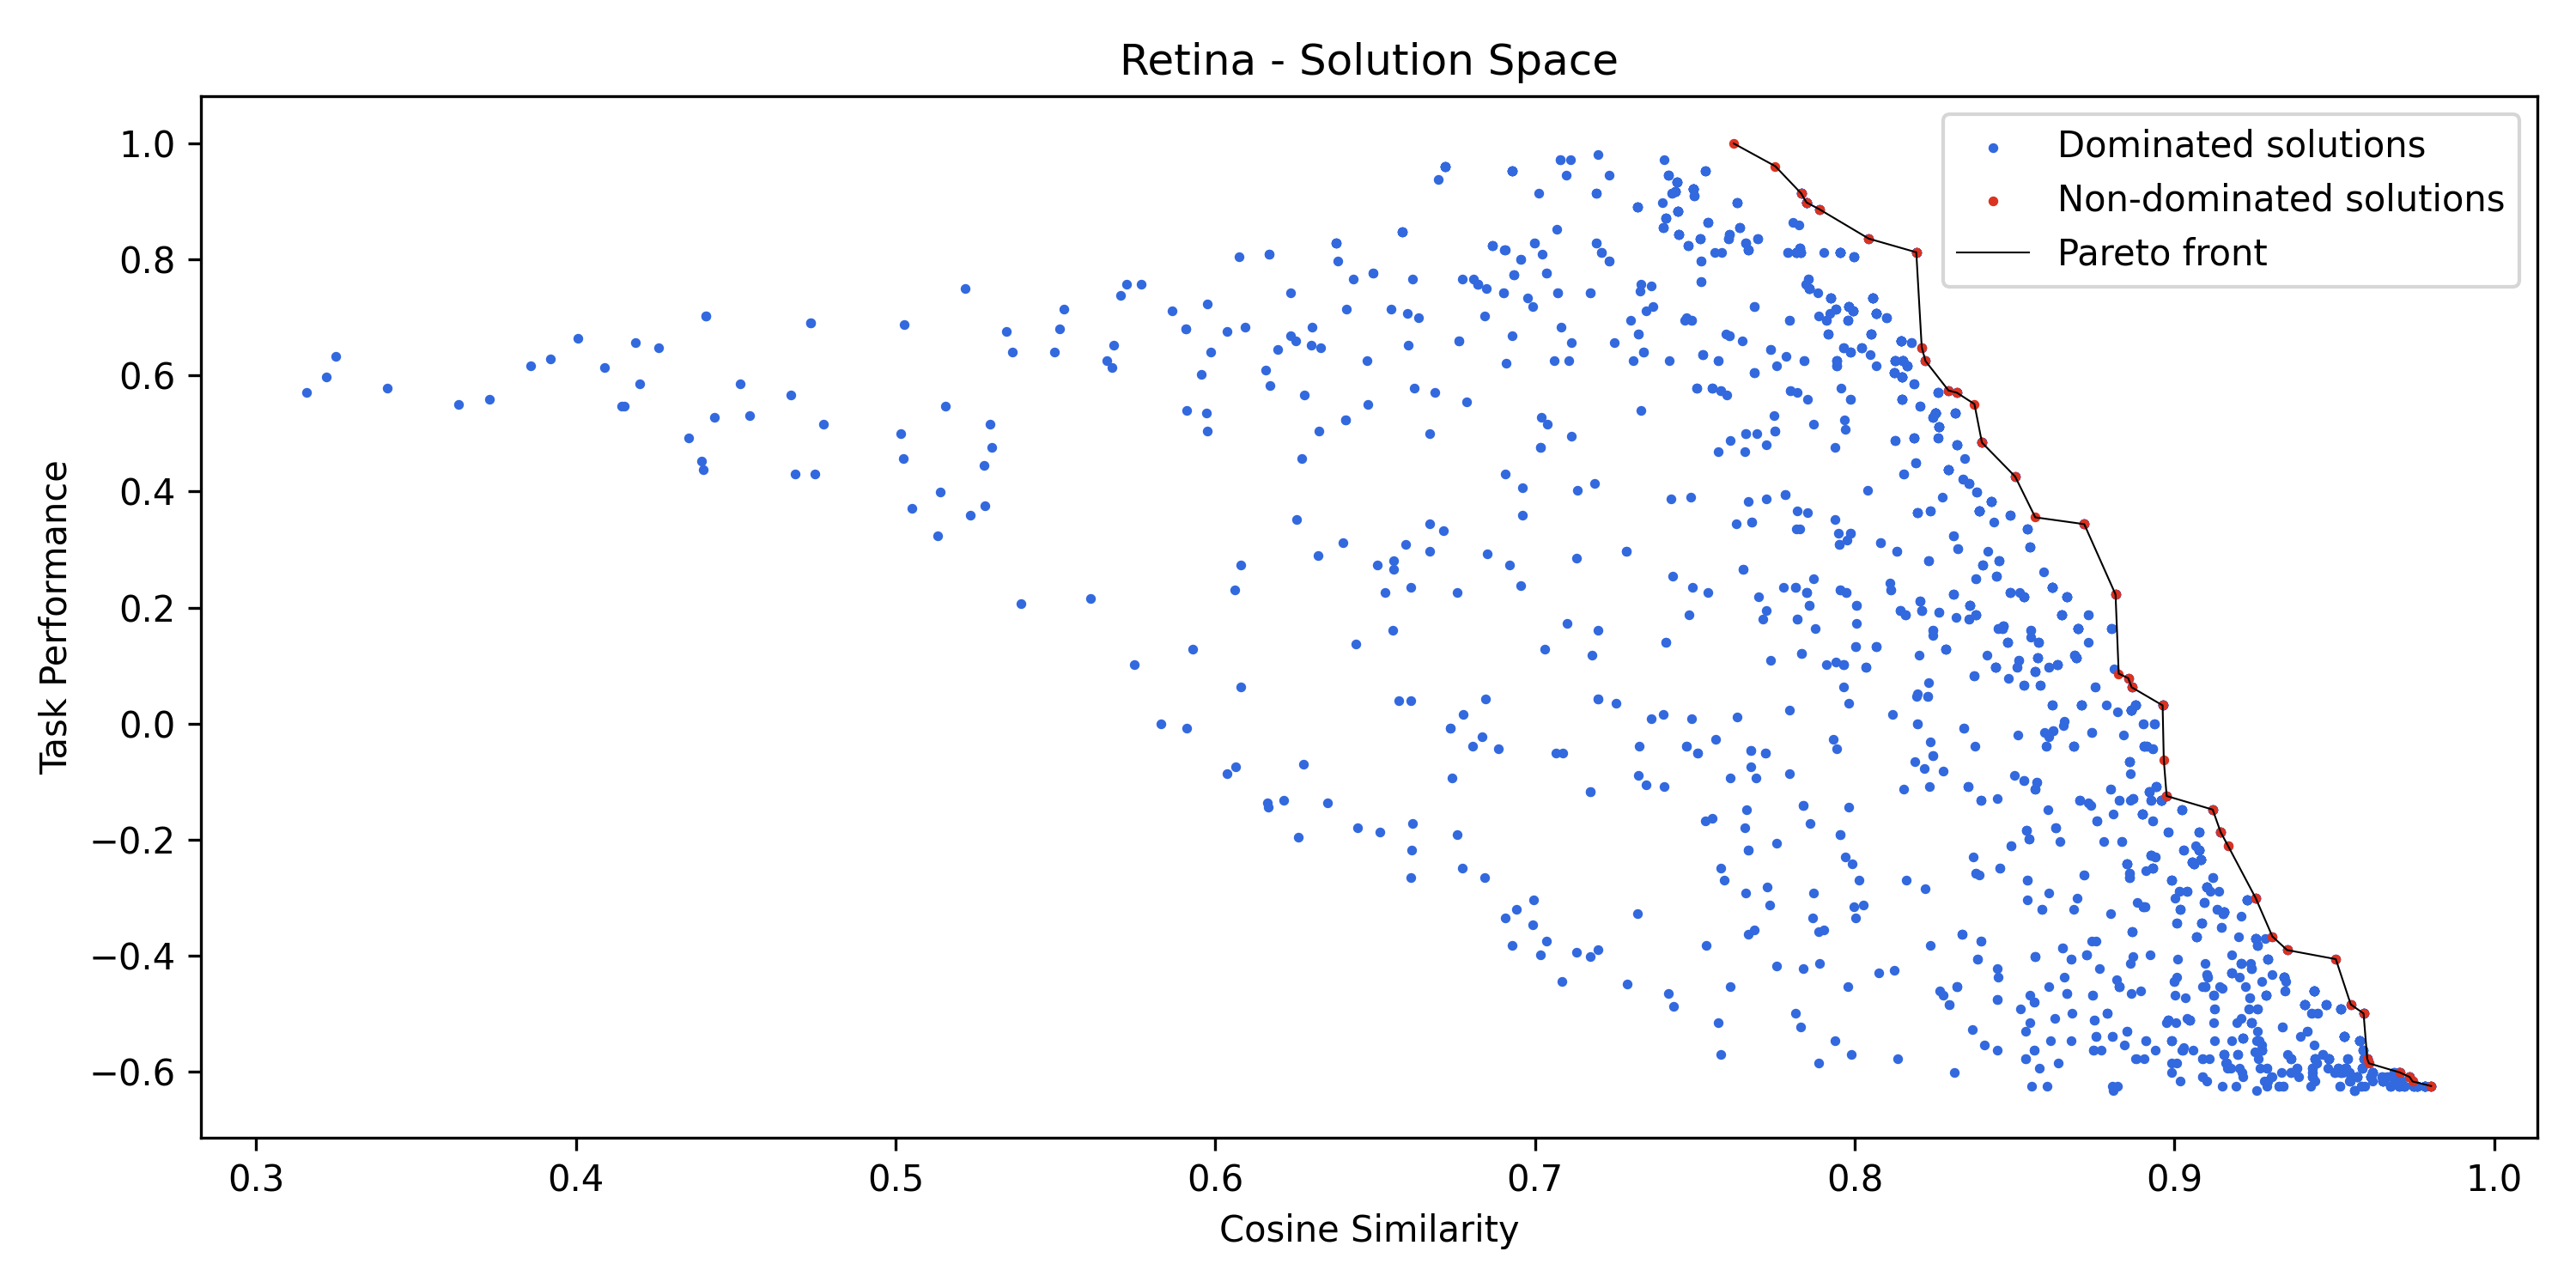 Retina - Solution Space
Dominated solutions
Non-dominated solutions
Pareto front
Task Performance
1.0
0.8
0.6
0.4
0.2
0.0
−0.2
−0.4
−0.6
0.3 0.4 0.5 0.6 0.7 0.8 0.9 1.0
Cosine Similarity